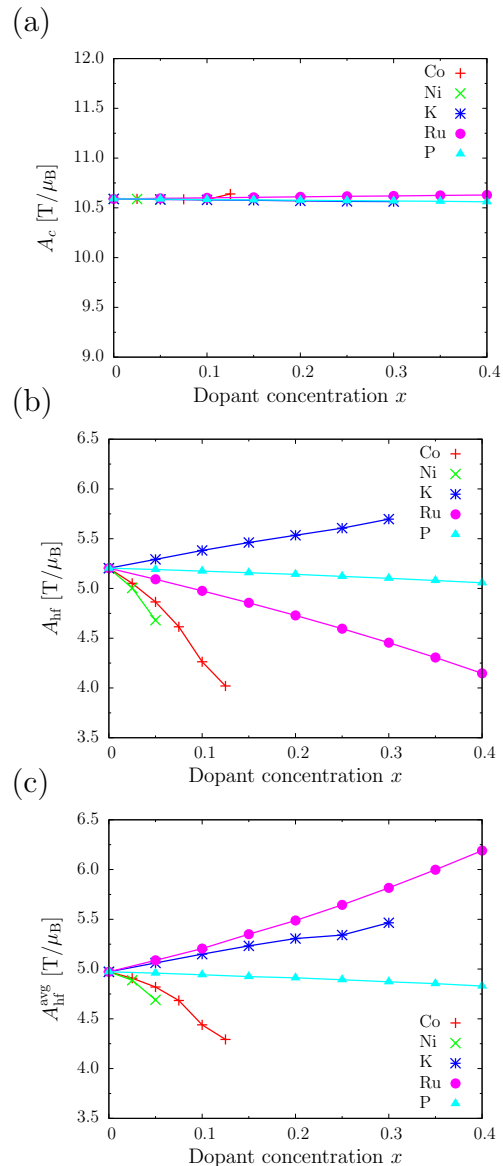 (a)
12.0
11.5
11.0
10.5
10.0
9.5
9.0
A_c [T/μ_B]
Co
Ni
K
Ru
P
0 0.1 0.2 0.3 0.4
Dopant concentration x
(b)
6.5
6.0
5.5
5.0
4.5
4.0
3.5
A_hf [T/μ_B]
Co
Ni
K
Ru
P
0 0.1 0.2 0.3 0.4
Dopant concentration x
(c)
6.5
6.0
5.5
5.0
4.5
4.0
3.5
A_hf^avg [T/μ_B]
Co
Ni
K
Ru
P
0 0.1 0.2 0.3 0.4
Dopant concentration x